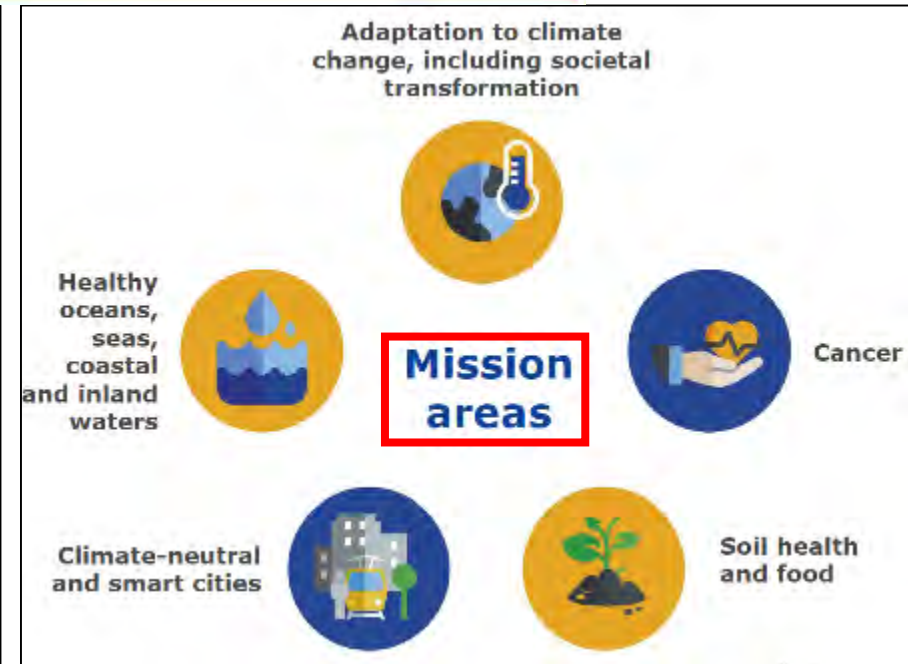 Adaptation to climate
change, including societal
transformation
Healthy
oceans,
seas,
coastal
and inland
waters
Mission
areas
Cancer
Climate-neutral
and smart cities
Soil health
and food